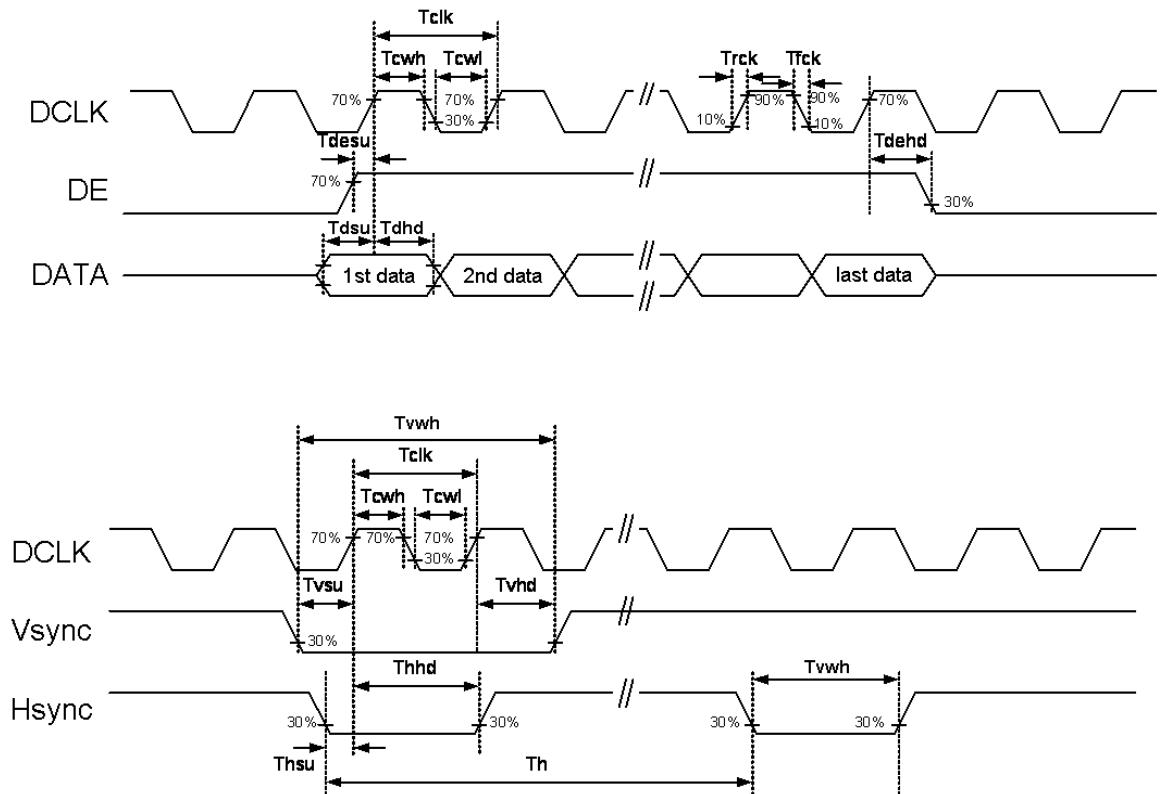 Tclk
Tcwh Tcwl Trck Tfck
DCLK 70% 70% 30% 10% 90% 90% 10% 70%
Tdesu Tdehd
DE 70% 30%
Tdsu Tdhd
DATA 1st data 2nd data // last data
Tvwh
Tclk
Tcwh Tcwl
DCLK 70% 70% 70% 30% //
Tvsu Tvhd
Vsync 30% //
Thhd Tvwh
Hsync 30% 30% // 30% 30%
Thsu Th